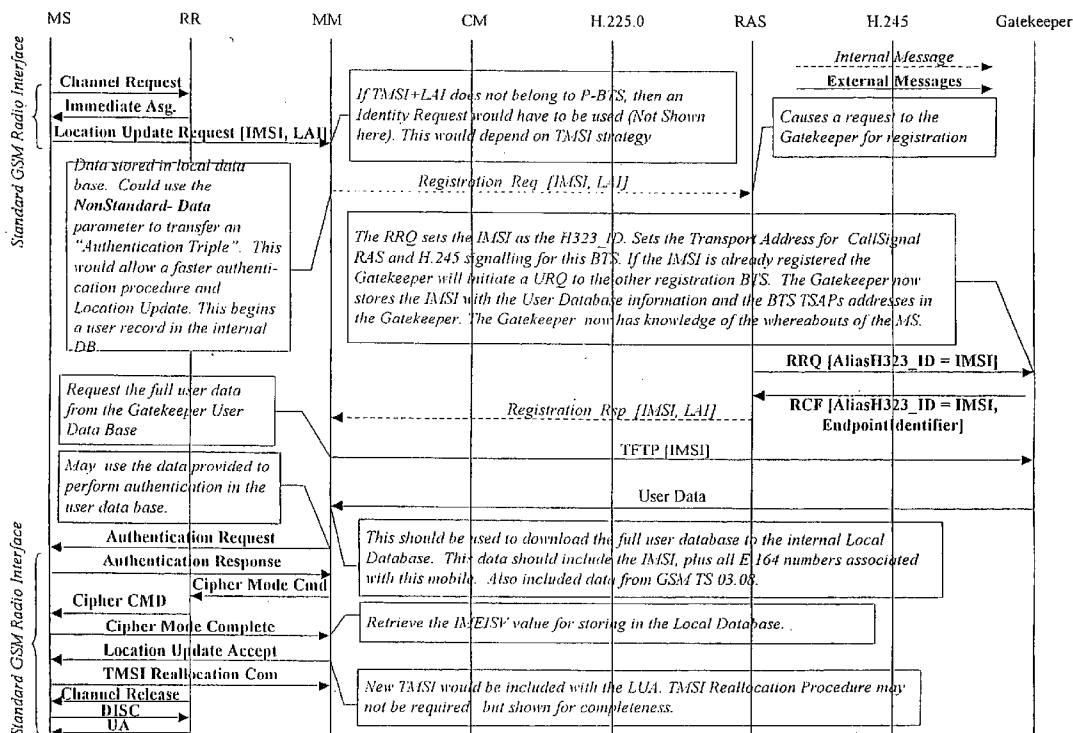 MS RR MM CM H.225.0 RAS H.245 Gatekeeper
Standard GSM Radio Interface
Internal Message
External Messages
Channel Request
Immediate Asg.
Location Update Request [IMSI, LAI]
If TMSI+LAI does not belong to P-BTS, then an
Identity Request would have to be used (Not Shown
here). This would depend on TMSI strategy
Causes a request to the
Gatekeeper for registration
Data stored in local data
base. Could use the
NonStandard- Data
parameter to transfer an
"Authentication Triple". This
would allow a faster authenti-
cation procedure and
Location Update. This begins
a user record in the internal
DB.
Registration_Req_[IMSI, LAI]
The RRQ sets the IMSI as the H323_ID. Sets the Transport Address for CallSignal
RAS and H.245 signalling for this BTS. If the IMSI is already registered the
Gatekeeper will initiate a URQ to the other registration BTS. The Gatekeeper now
stores the IMSI with the User Database information and the BTS TSAPs addresses in
the Gatekeeper. The Gatekeeper now has knowledge of the whereabouts of the MS.
RRQ [AliasH323_ID = IMSI]
Request the full user data
from the Gatekeeper User
Data Base
Registration_Rsp_[IMSI, LAI]
RCF [AliasH323_ID = IMSI,
EndpointIdentifier]
TFTP [IMSI]
May use the data provided to
perform authentication in the
user data base.
User Data
Standard GSM Radio Interface
Authentication Request
Authentication Response
Cipher Mode Cmd
Cipher CMD
Cipher Mode Complete
This should be used to download the full user database to the internal Local
Database. This data should include the IMSI, plus all E.164 numbers associated
with this mobile. Also included data from GSM TS 03.08.
Retrieve the IMEISV value for storing in the Local Database.
Location Update Accept
TMSI Reallocation Com
Channel Release
DISC
UA
New TMSI would be included with the LUA. TMSI Reallocation Procedure may
not be required but shown for completeness.